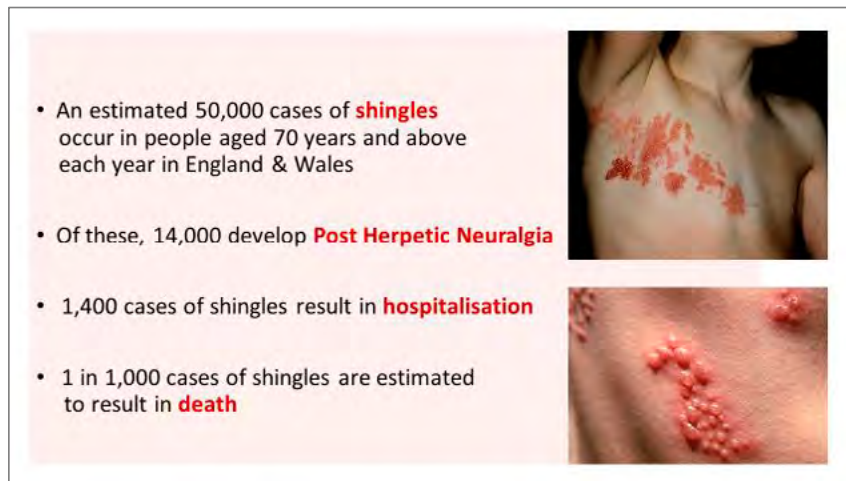 • An estimated 50,000 cases of shingles
occur in people aged 70 years and above
each year in England & Wales
• Of these, 14,000 develop Post Herpetic Neuralgia
• 1,400 cases of shingles result in hospitalisation
• 1 in 1,000 cases of shingles are estimated
to result in death